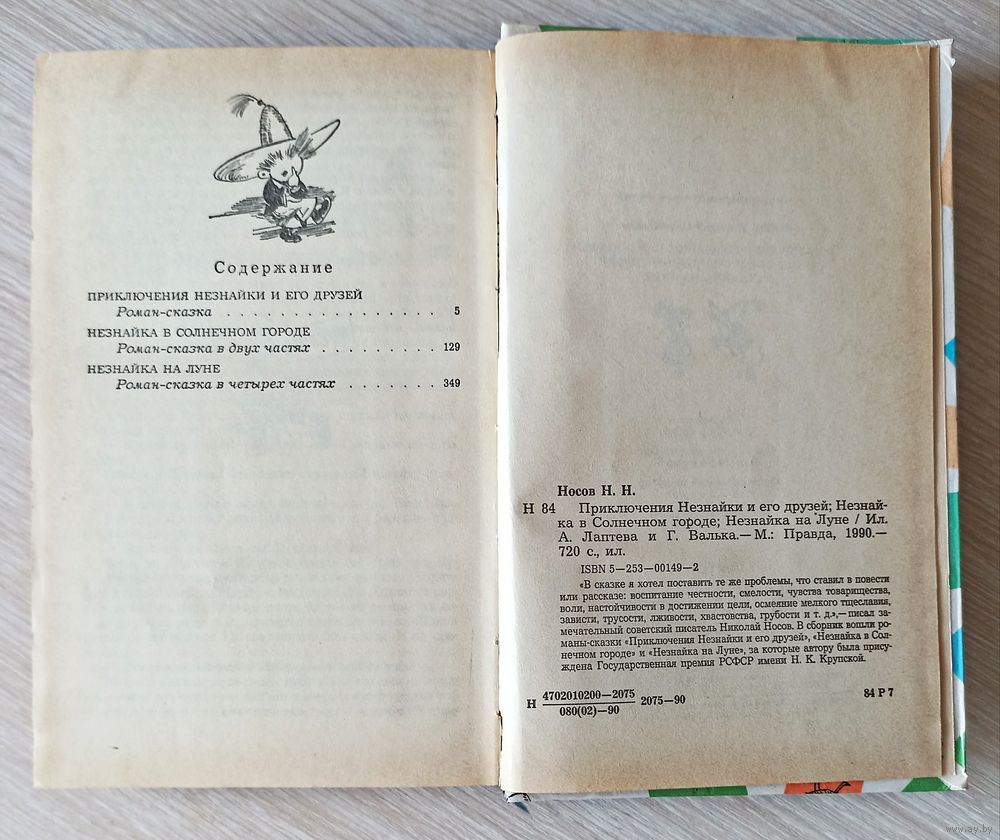 Содержание
ПРИКЛЮЧЕНИЯ НЕЗНАЙКИ И ЕГО ДРУЗЕЙ
Роман-сказка . . . . . . . . . . . . . . . . 5
НЕЗНАЙКА В СОЛНЕЧНОМ ГОРОДЕ
Роман-сказка в двух частях . . . . . . . . . 129
НЕЗНАЙКА НА ЛУНЕ
Роман-сказка в четырех частях . . . . . . . 349
Носов Н. Н.
Н 84 Приключения Незнайки и его друзей; Незнай-
ка в Солнечном городе; Незнайка на Луне / Ил.
А. Лаптева и Г. Валька.— М.: Правда, 1990.—
720 с., ил.
ISBN 5—253—00149—2
«В сказке я хотел поставить те же проблемы, что ставил в повести
или рассказе: воспитание честности, смелости, чувства товарищества,
воли, настойчивости в достижении цели, осмеяние мелкого тщеславия,
зависти, трусости, лживости, хвастовства, грубости и т. д.»,— писал за-
мечательный советский писатель Николай Носов. В сборник вошли ро-
маны-сказки «Приключения Незнайки и его друзей», «Незнайка в Сол-
нечном городе» и «Незнайка на Луне», за которые автору была прису-
ждена Государственная премия РСФСР имени Н. К. Крупской.
Н 4702010200—2075
080(02)—90
2075—90
84 Р 7
www.ay.by